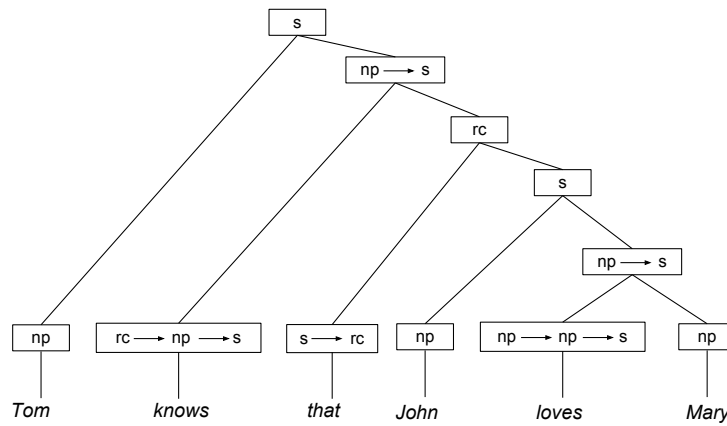 s
np → s
rc
s
np → s
np rc → np → s s → rc np np → np → s np
Tom knows that John loves Mary